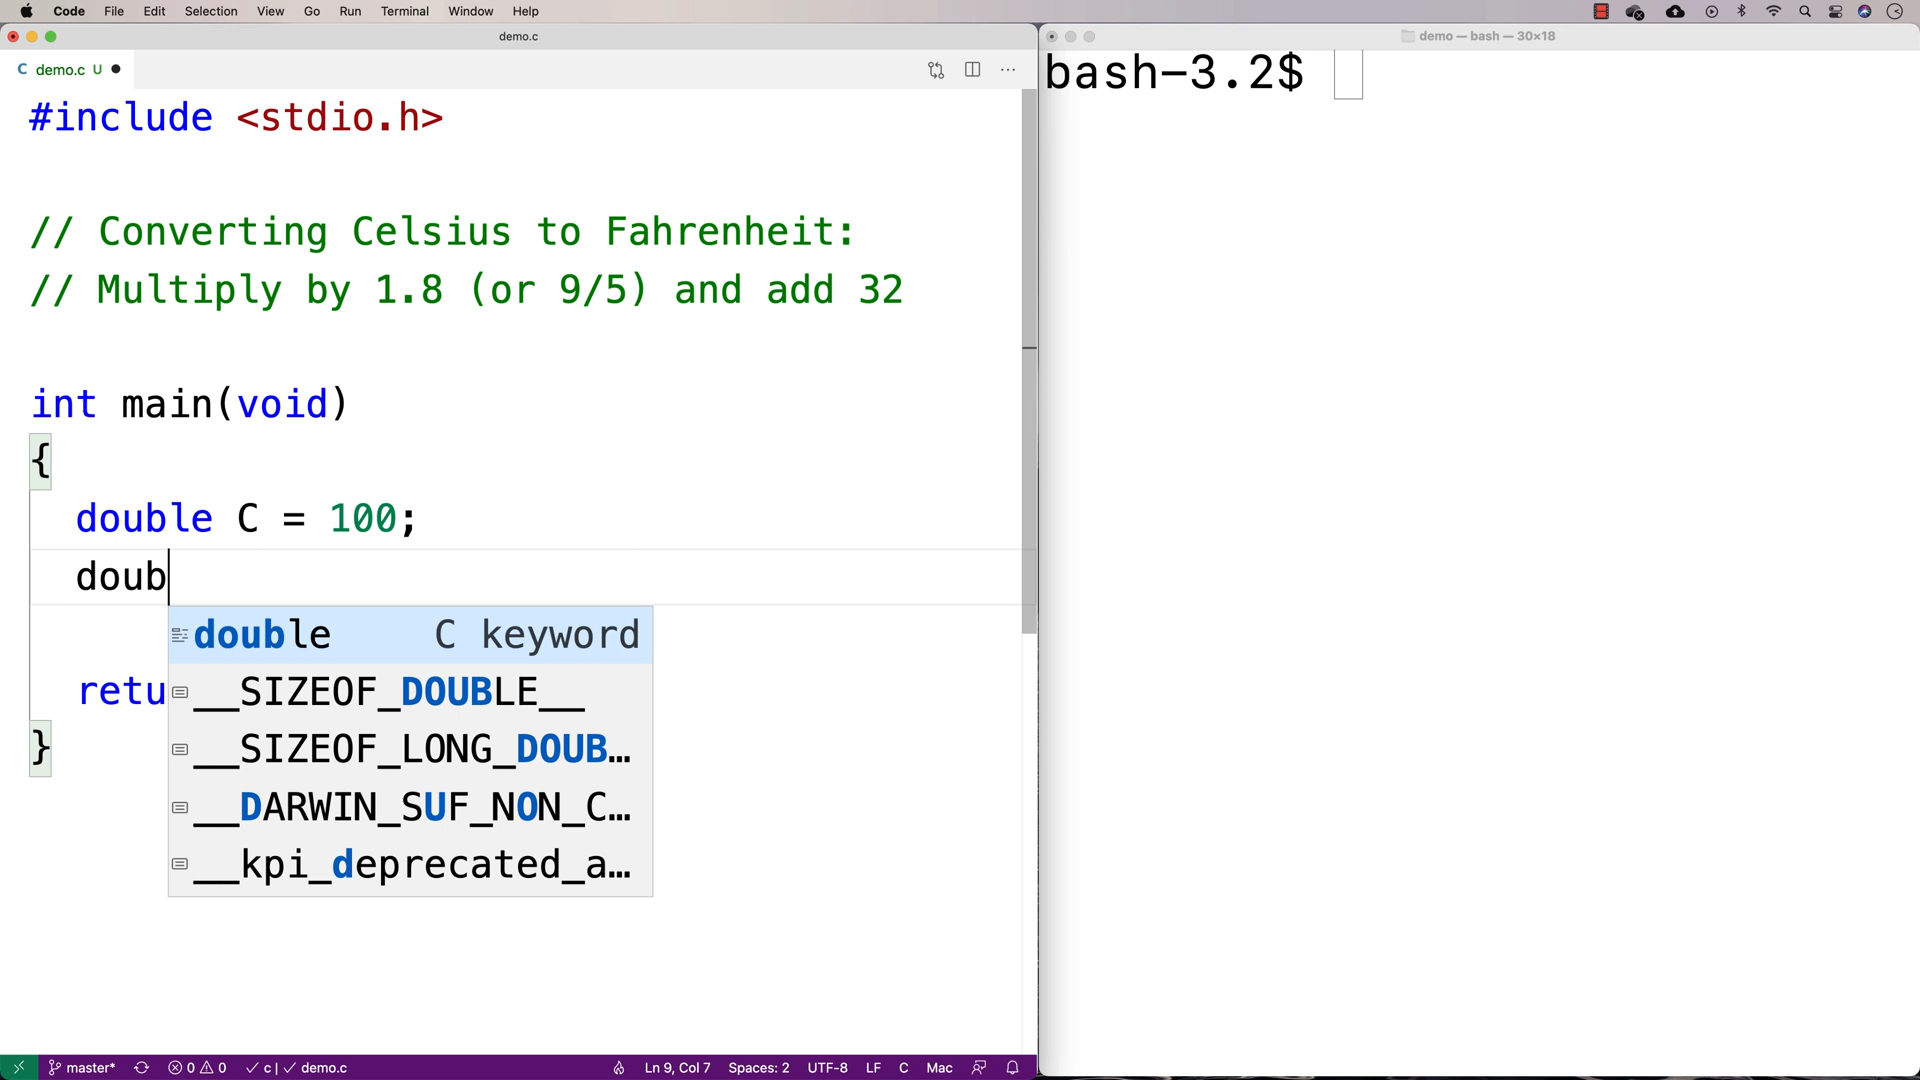 Code File Edit Selection View Go Run Terminal Window Help
demo.c
C demo.c U
#include <stdio.h>
// Converting Celsius to Fahrenheit:
// Multiply by 1.8 (or 9/5) and add 32
int main(void)
{
double C = 100;
doub
double C keyword
__SIZEOF_DOUBLE__
retu
__SIZEOF_LONG_DOUB…
}
__DARWIN_SUF_NON_C…
__kpi_deprecated_a…
master* 0 0 c | demo.c Ln 9, Col 7 Spaces: 2 UTF-8 LF C Mac
demo — bash — 30×18
bash-3.2$